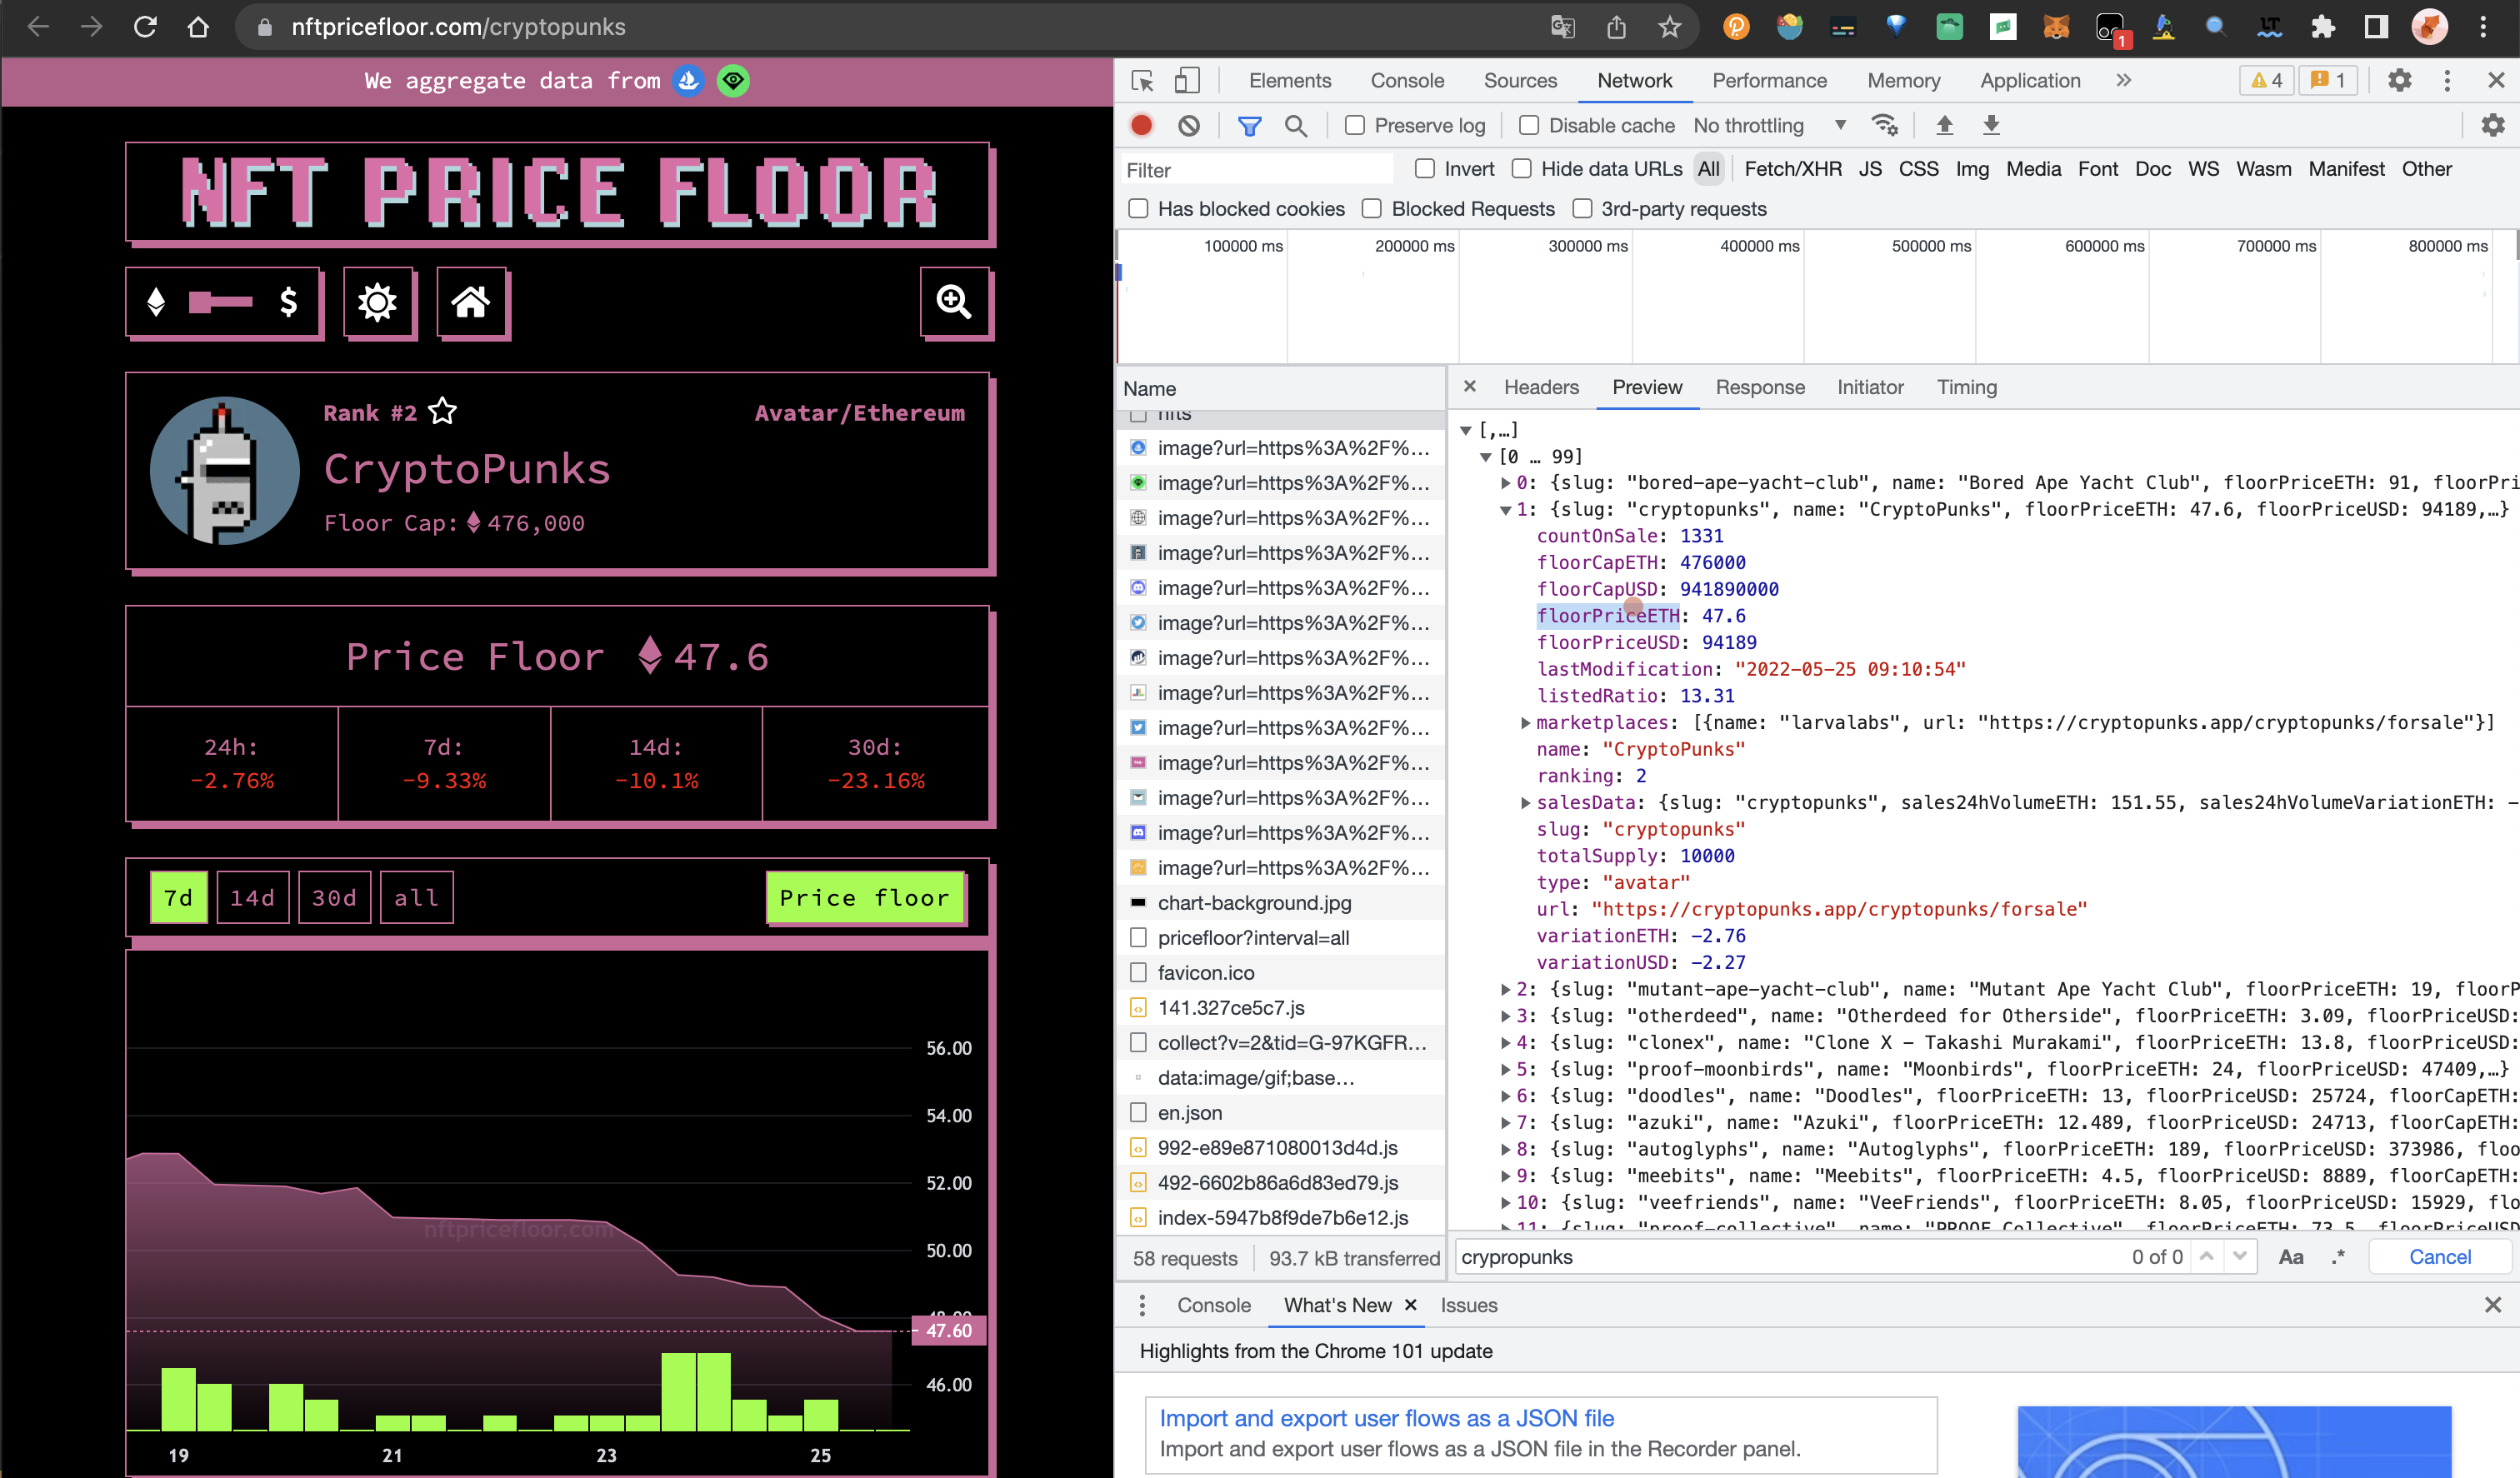 nftpricefloor.com/cryptopunks
1
We aggregate data from
NFT PRICE FLOOR
$
Rank #2
Avatar/Ethereum
CryptoPunks
Floor Cap: 476,000
Price Floor 47.6
24h: 7d: 14d: 30d:
-2.76% -9.33% -10.1% -23.16%
7d 14d 30d all Price floor
56.00
54.00
52.00
nftpricefloor.com
50.00
48.00
47.60
46.00
19 21 23 25
Elements Console Sources Network Performance Memory Application 4 1
Preserve log Disable cache No throttling
Filter Invert Hide data URLs All Fetch/XHR JS CSS Img Media Font Doc WS Wasm Manifest Other
Has blocked cookies Blocked Requests 3rd-party requests
100000 ms 200000 ms 300000 ms 400000 ms 500000 ms 600000 ms 700000 ms 800000 ms
Name
nfts
image?url=https%3A%2F%...
image?url=https%3A%2F%...
image?url=https%3A%2F%...
image?url=https%3A%2F%...
image?url=https%3A%2F%...
image?url=https%3A%2F%...
image?url=https%3A%2F%...
image?url=https%3A%2F%...
image?url=https%3A%2F%...
image?url=https%3A%2F%...
image?url=https%3A%2F%...
image?url=https%3A%2F%...
image?url=https%3A%2F%...
chart-background.jpg
pricefloor?interval=all
favicon.ico
141.327ce5c7.js
collect?v=2&tid=G-97KGFR...
data:image/gif;base...
en.json
992-e89e871080013d4d.js
492-6602b86a6d83ed79.js
index-5947b8f9de7b6e12.js
58 requests 93.7 kB transferred
Headers Preview Response Initiator Timing
[,…]
[0 … 99]
0: {slug: "bored-ape-yacht-club", name: "Bored Ape Yacht Club", floorPriceETH: 91, floorPri
1: {slug: "cryptopunks", name: "CryptoPunks", floorPriceETH: 47.6, floorPriceUSD: 94189,…}
countOnSale: 1331
floorCapETH: 476000
floorCapUSD: 941890000
floorPriceETH: 47.6
floorPriceUSD: 94189
lastModification: "2022-05-25 09:10:54"
listedRatio: 13.31
marketplaces: [{name: "larvalabs", url: "https://cryptopunks.app/cryptopunks/forsale"}]
name: "CryptoPunks"
ranking: 2
salesData: {slug: "cryptopunks", sales24hVolumeETH: 151.55, sales24hVolumeVariationETH: -
slug: "cryptopunks"
totalSupply: 10000
type: "avatar"
url: "https://cryptopunks.app/cryptopunks/forsale"
variationETH: -2.76
variationUSD: -2.27
2: {slug: "mutant-ape-yacht-club", name: "Mutant Ape Yacht Club", floorPriceETH: 19, floorP
3: {slug: "otherdeed", name: "Otherdeed for Otherside", floorPriceETH: 3.09, floorPriceUSD:
4: {slug: "clonex", name: "Clone X - Takashi Murakami", floorPriceETH: 13.8, floorPriceUSD:
5: {slug: "proof-moonbirds", name: "Moonbirds", floorPriceETH: 24, floorPriceUSD: 47409,…}
6: {slug: "doodles", name: "Doodles", floorPriceETH: 13, floorPriceUSD: 25724, floorCapETH:
7: {slug: "azuki", name: "Azuki", floorPriceETH: 12.489, floorPriceUSD: 24713, floorCapETH:
8: {slug: "autoglyphs", name: "Autoglyphs", floorPriceETH: 189, floorPriceUSD: 373986, floo
9: {slug: "meebits", name: "Meebits", floorPriceETH: 4.5, floorPriceUSD: 8889, floorCapETH:
10: {slug: "veefriends", name: "VeeFriends", floorPriceETH: 8.05, floorPriceUSD: 15929, flo
11: {slug: "proof-collective", name: "PROOF Collective", floorPriceETH: 73.5, floorPriceUSD
crypropunks 0 of 0 Aa .* Cancel
Console What's New Issues
Highlights from the Chrome 101 update
Import and export user flows as a JSON file
Import and export user flows as a JSON file in the Recorder panel.